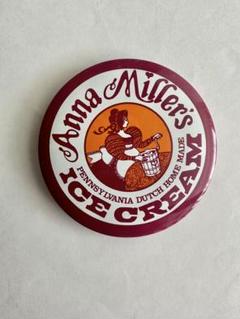 Anna Miller's
PENNSYLVANIA DUTCH HOME MADE
ICE CREAM